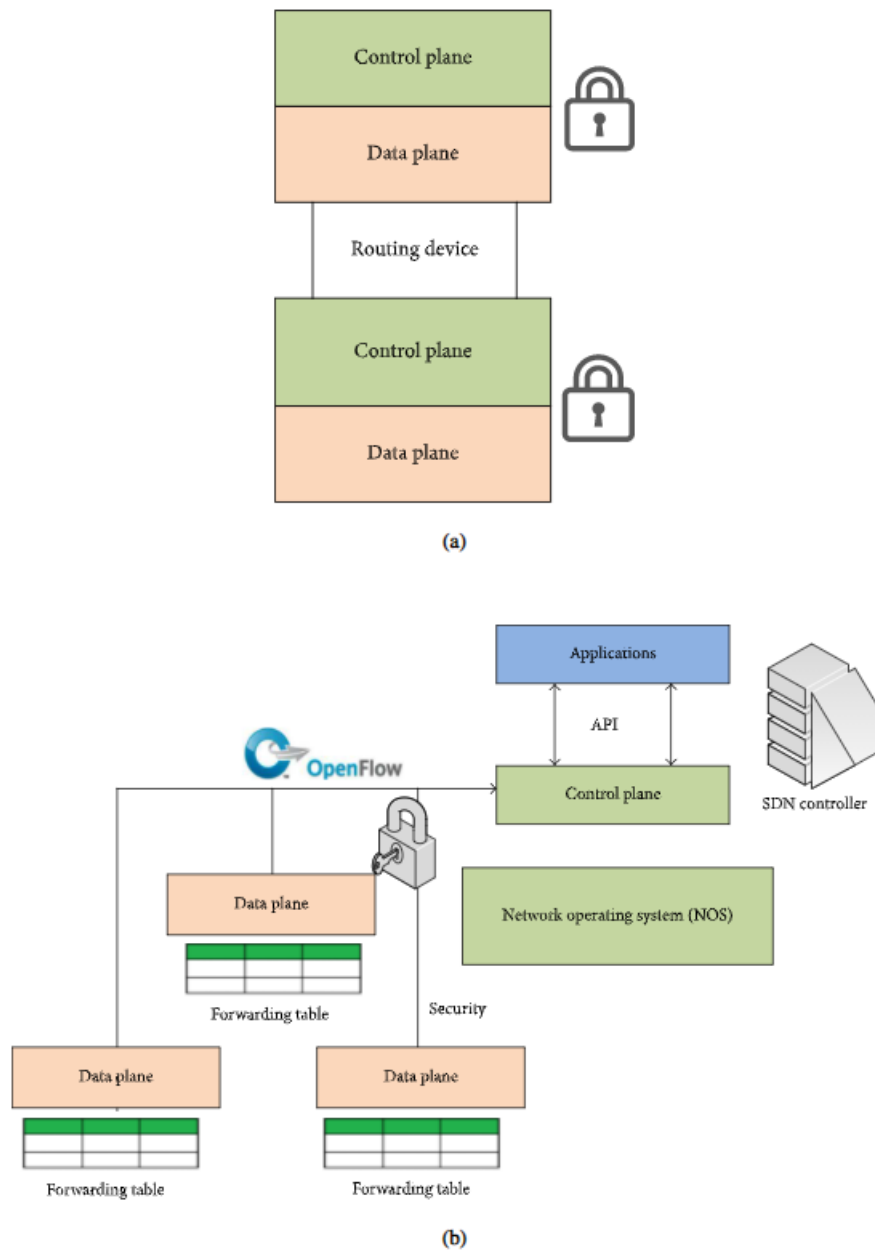 Control plane
Data plane
Routing device
Control plane
Data plane
(a)
Applications
API
OpenFlow
™
Control plane
SDN controller
Data plane
Network operating system (NOS)
Forwarding table
Security
Data plane
Data plane
Forwarding table
Forwarding table
(b)